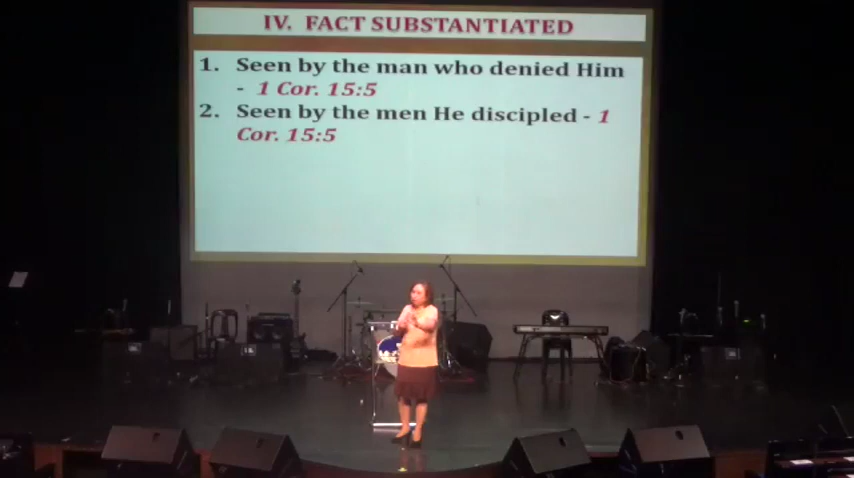 IV. FACT SUBSTANTIATED
1. Seen by the man who denied Him
- 1 Cor. 15:5
2. Seen by the men He discipled - 1
Cor. 15:5